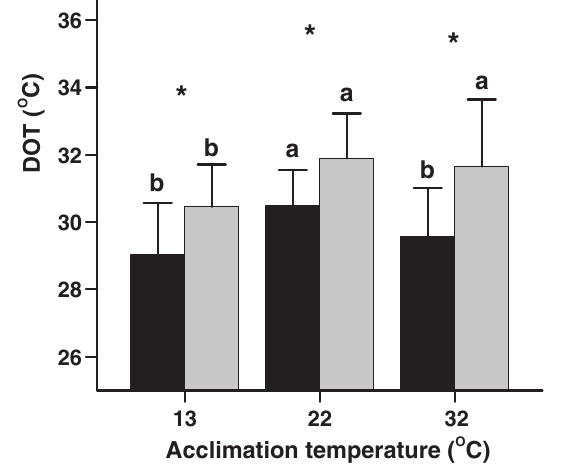 36
*
*
*
34
a
a
32
b
a
b
b
30
28
26
DOT (°C)
13
22
32
Acclimation temperature (°C)